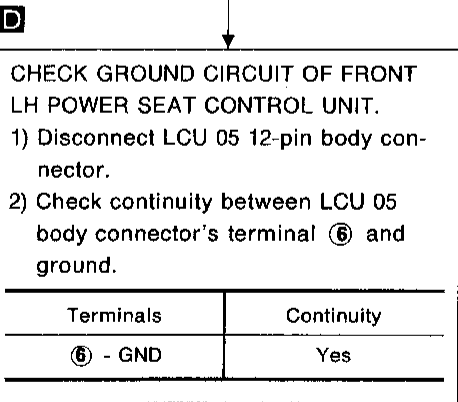 D
CHECK GROUND CIRCUIT OF FRONT
LH POWER SEAT CONTROL UNIT.
1) Disconnect LCU 05 12-pin body con-
nector.
2) Check continuity between LCU 05
body connector's terminal ⑥ and
ground.
Terminals Continuity
⑥ - GND Yes